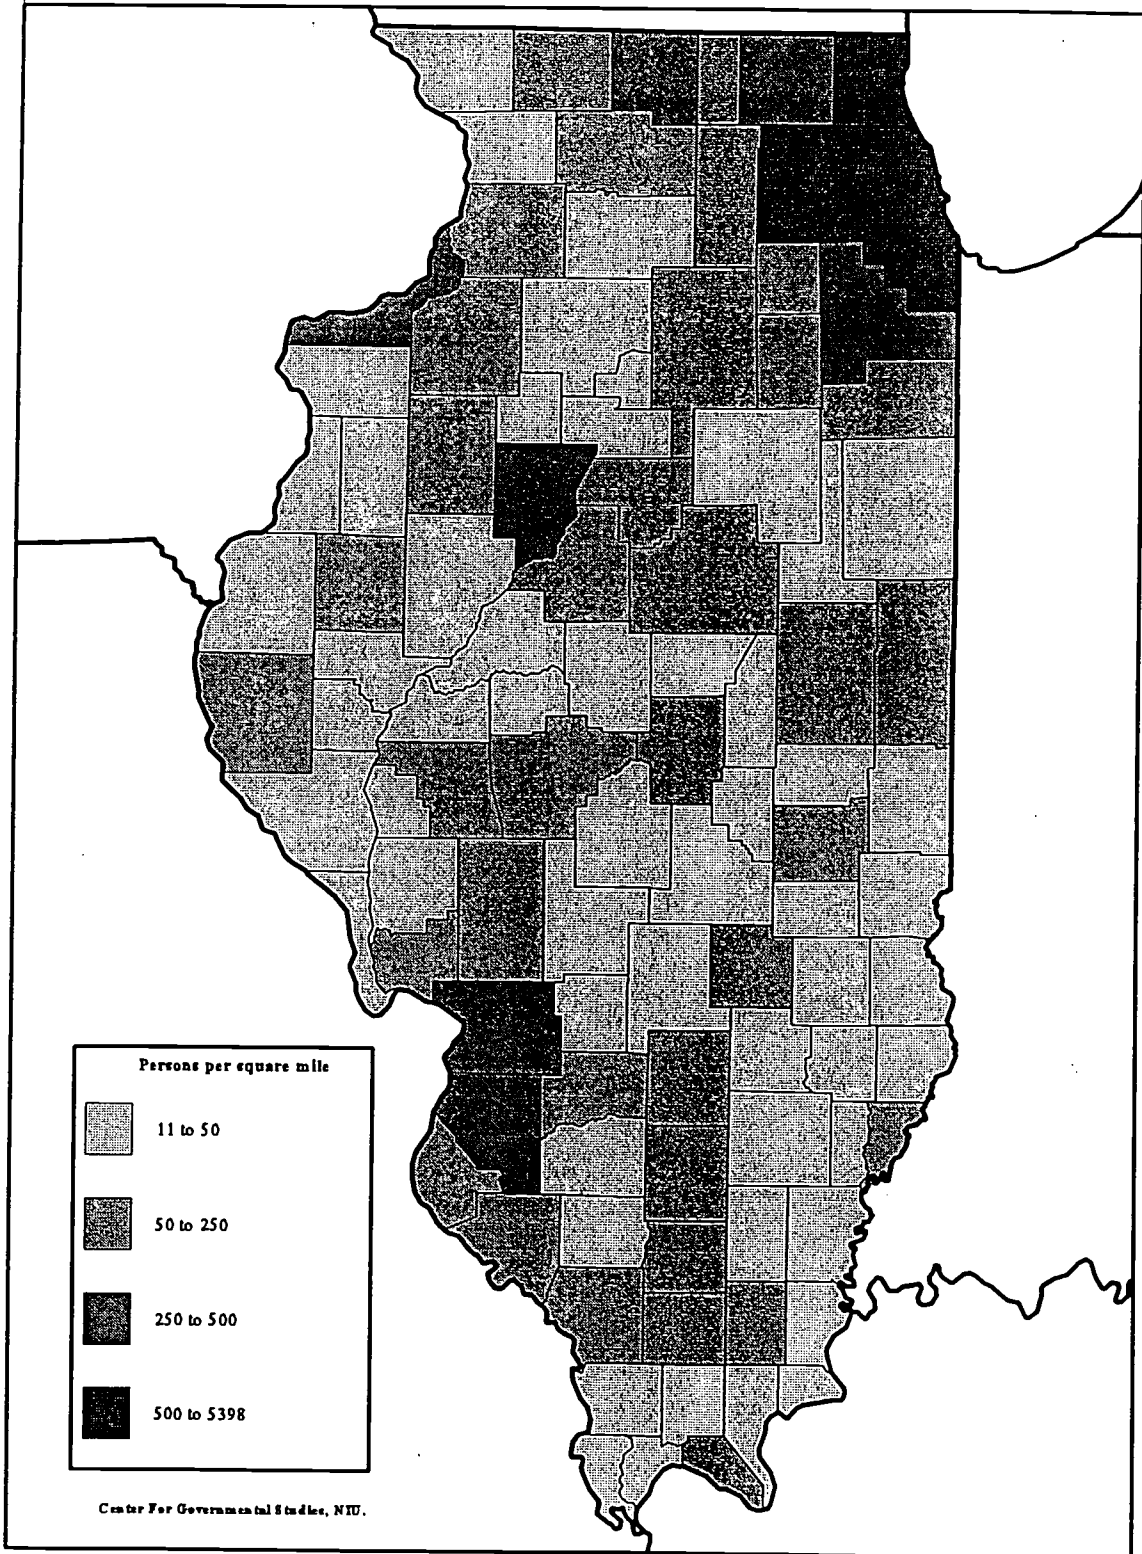 Persons per square mile
11 to 50
50 to 250
250 to 500
500 to 5398
Center For Governmental Studies, NIU.